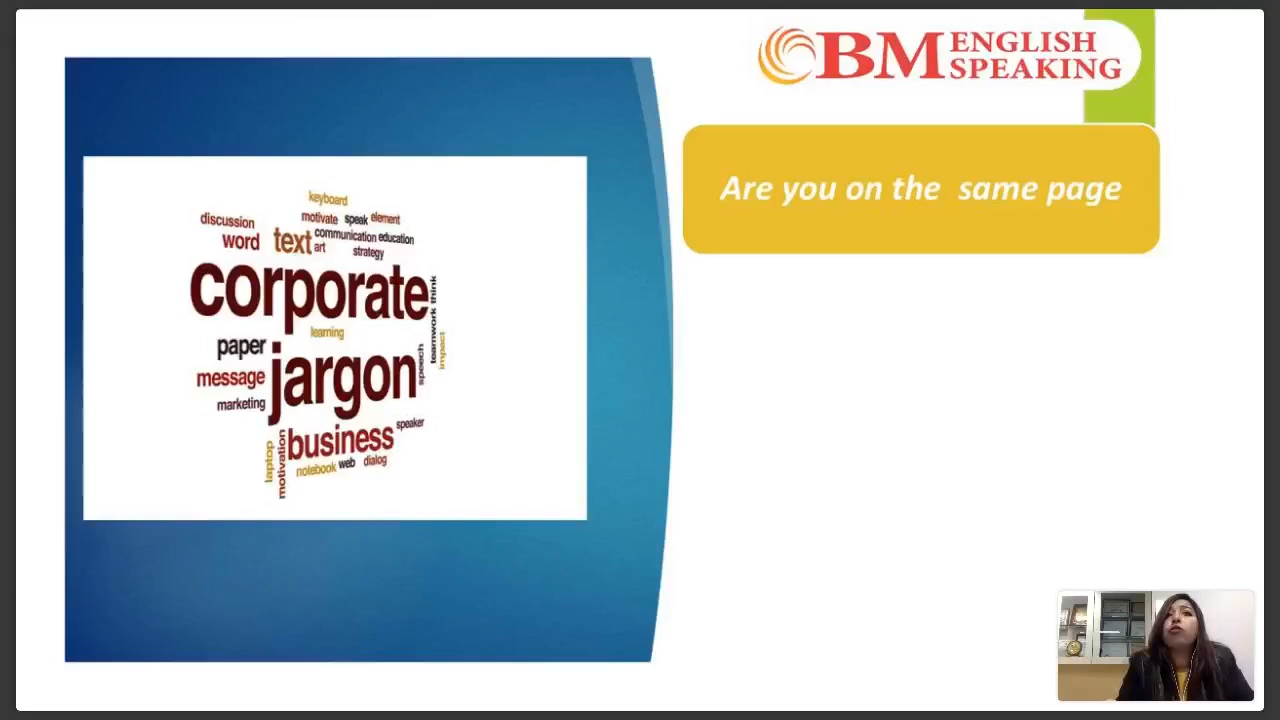 BM ENGLISH
SPEAKING
Are you on the same page
keyboard
discussion motivate speak element
word text communication education
art strategy
corporate
learning
teamwork think
impact
paper
speech
jargon
message
marketing
business speaker
laptop
motivation
notebook web dialog